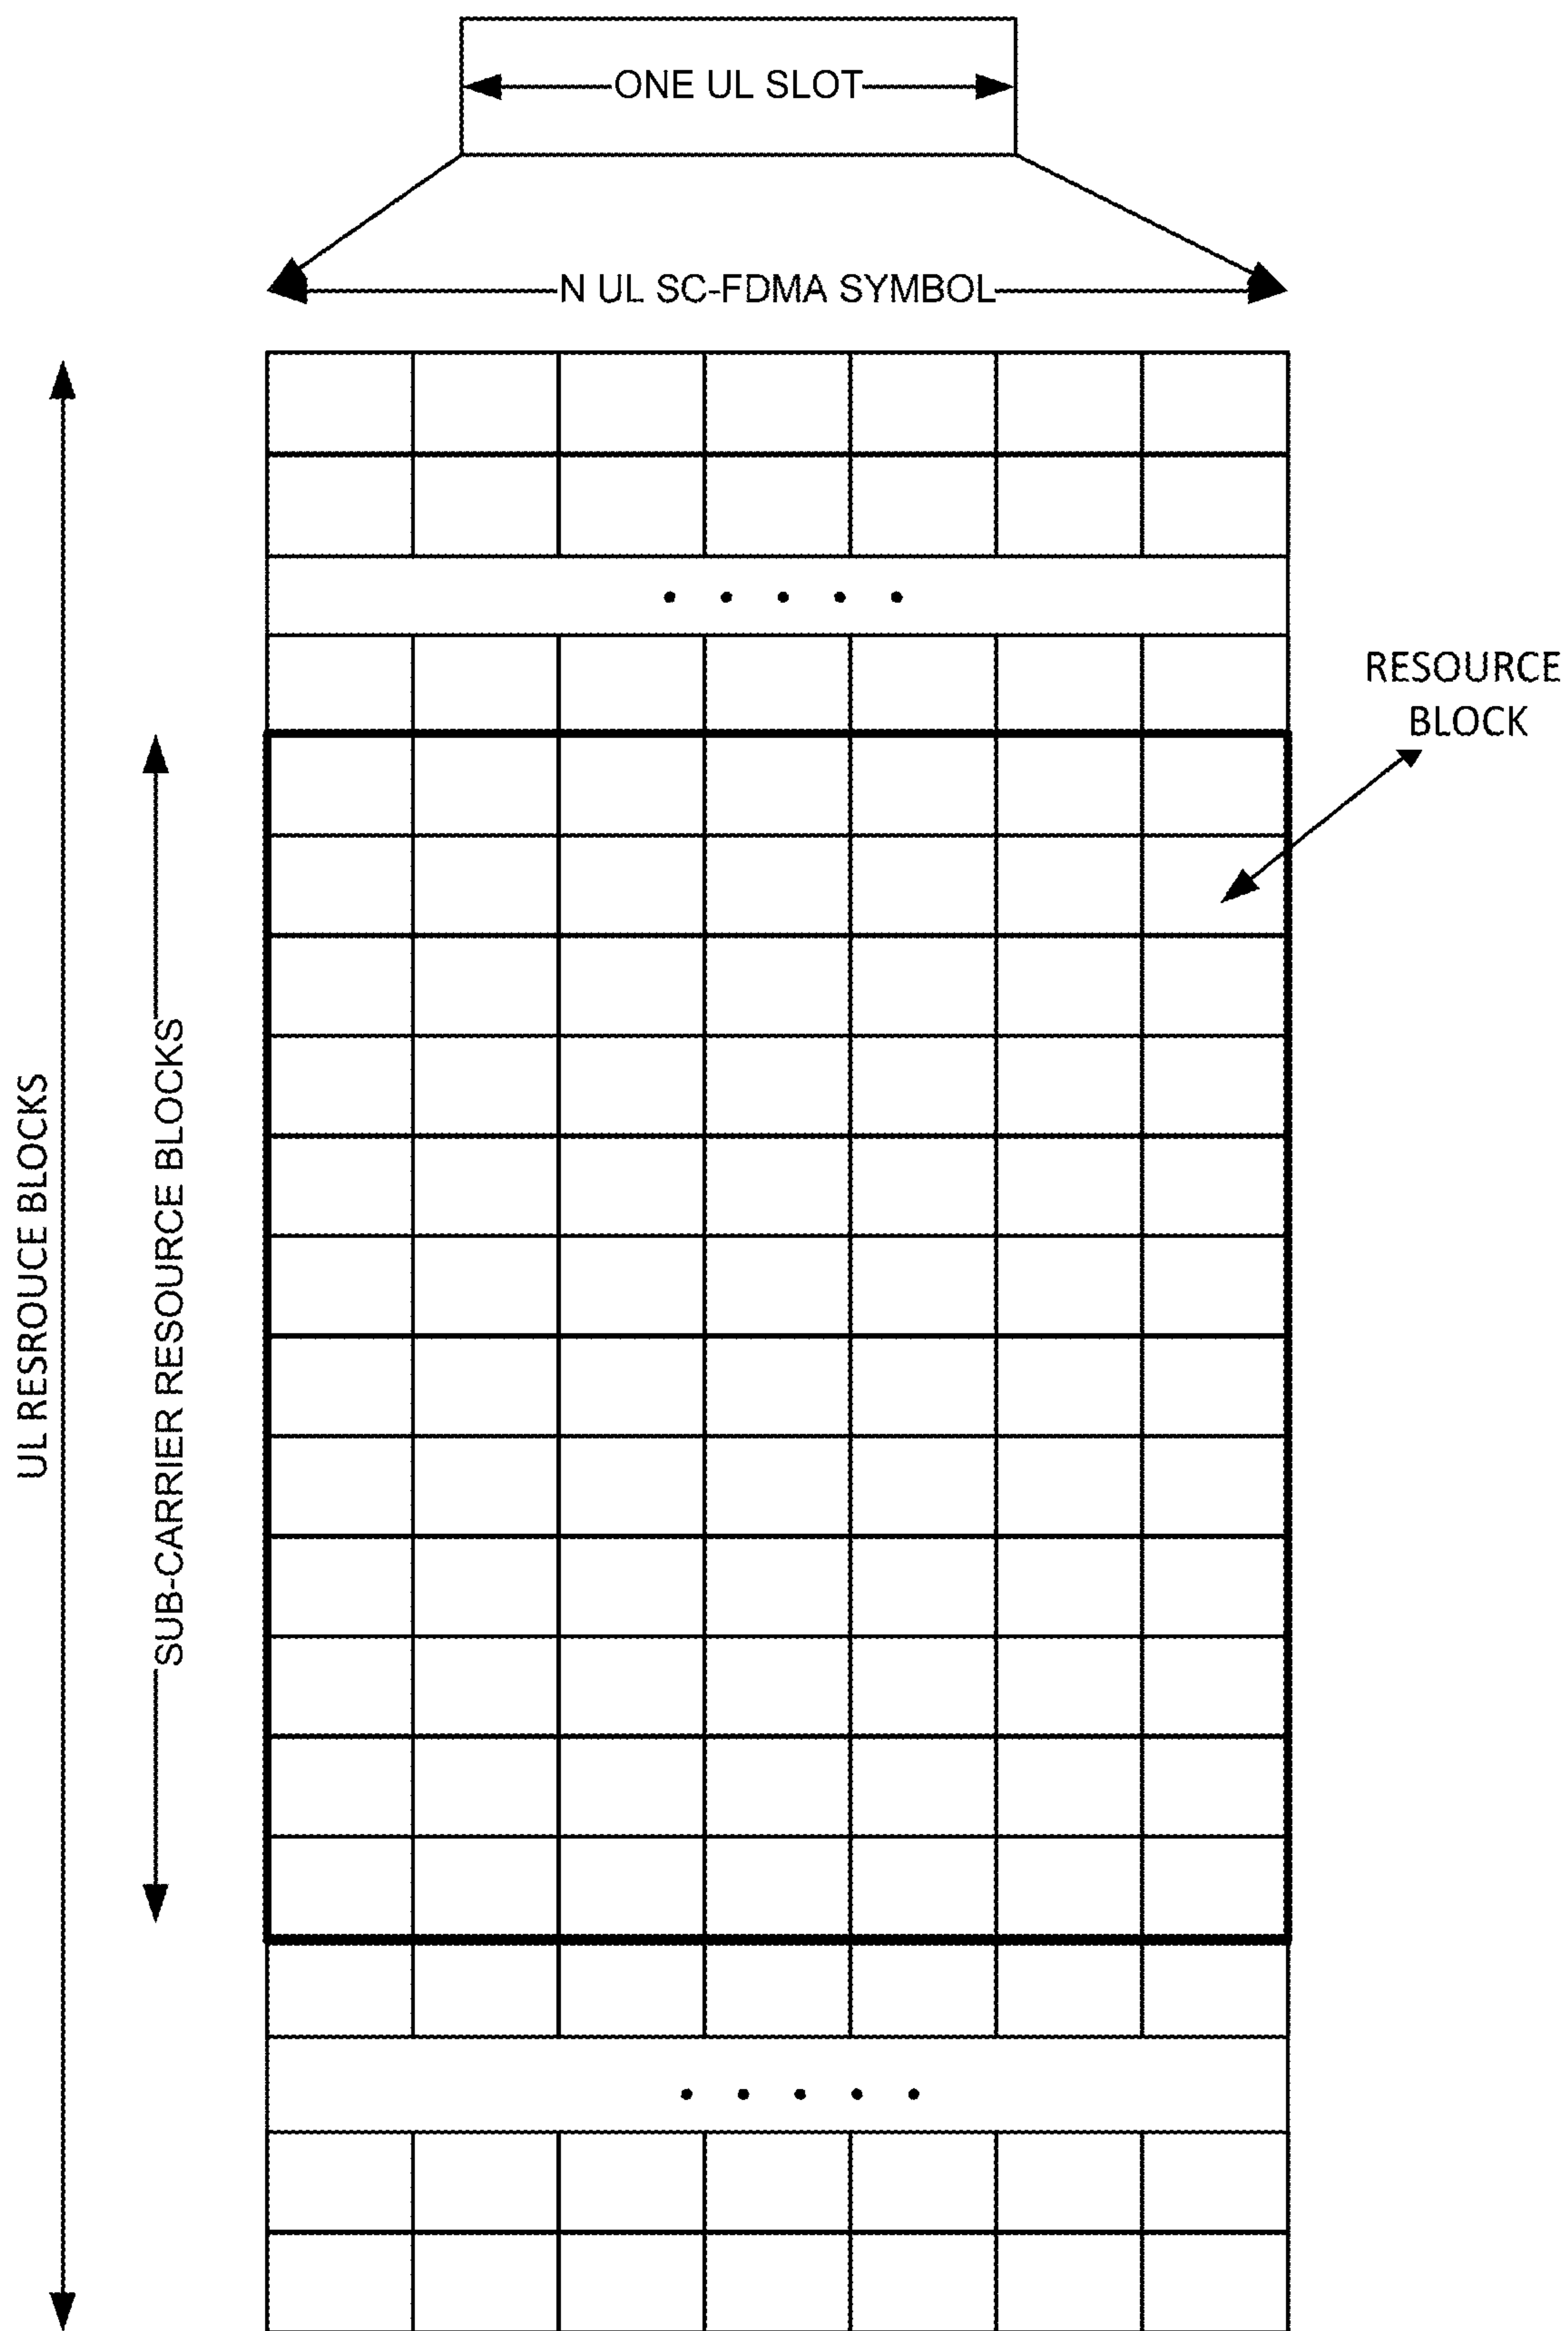 ONE UL SLOT
N UL SC-FDMA SYMBOL
RESOURCE
BLOCK
UL RESROUCE BLOCKS
SUB-CARRIER RESOURCE BLOCKS